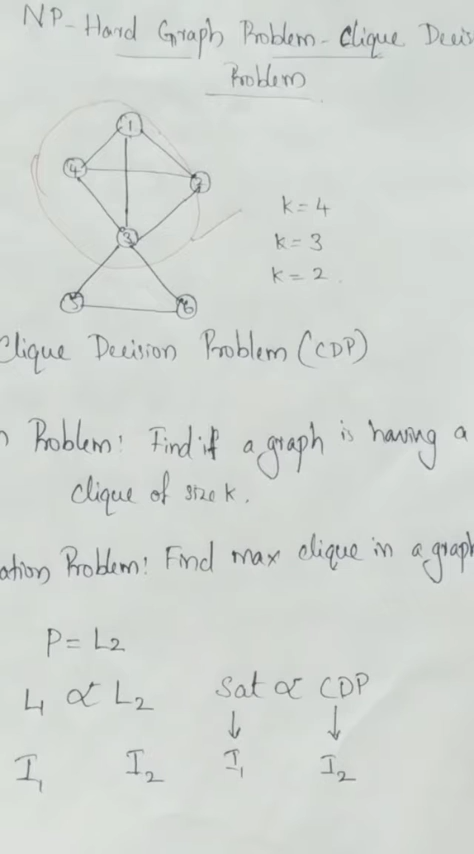 NP-Hard Graph Problem - Clique Decis
Problem
1
4
2
3
5
6
k=4
k=3
k=2.
Clique Decision Problem (CDP)
n Problem: Find if a graph is having a
clique of size k.
ation Problem: Find max clique in a graph
P = L2
L1 ∝ L2
Sat ∝ CDP
↓ ↓
I1 I2
I1 I2